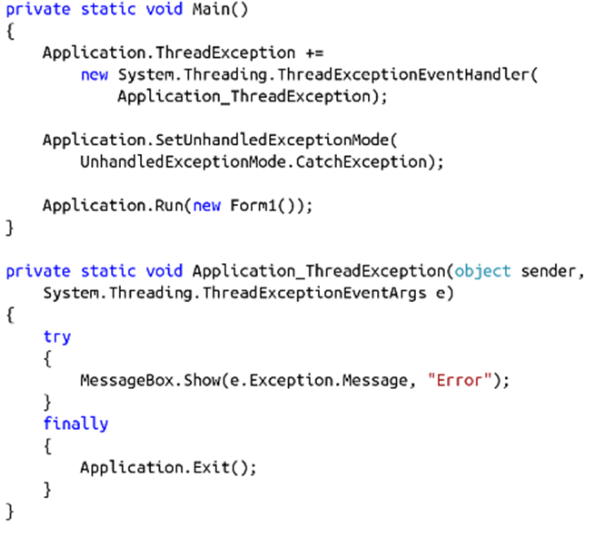 private static void Main()
{
    Application.ThreadException +=
        new System.Threading.ThreadExceptionEventHandler(
            Application_ThreadException);

    Application.SetUnhandledExceptionMode(
        UnhandledExceptionMode.CatchException);

    Application.Run(new Form1());
}

private static void Application_ThreadException(object sender,
    System.Threading.ThreadExceptionEventArgs e)
{
    try
    {
        MessageBox.Show(e.Exception.Message, "Error");
    }
    finally
    {
        Application.Exit();
    }
}